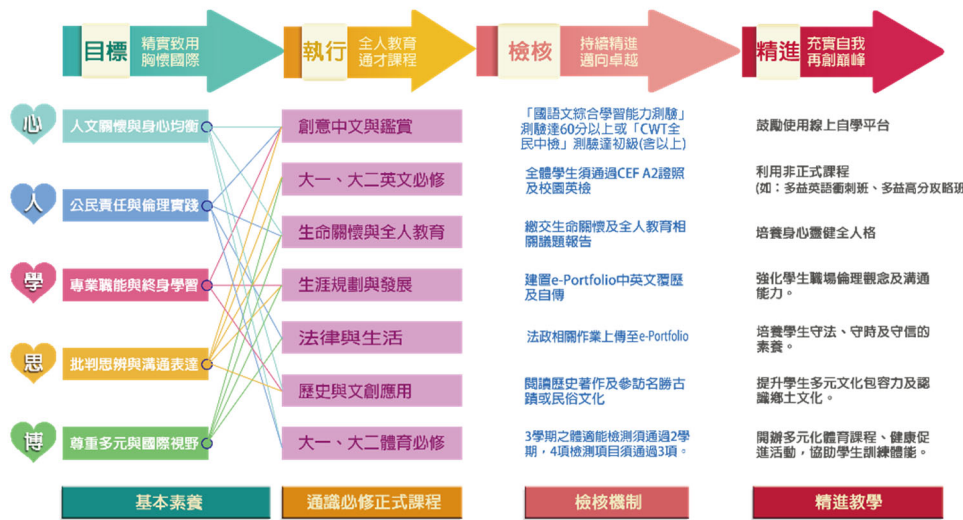 目標
精實致用
胸懷國際
執行
全人教育
通才課程
檢核
持續精進
邁向卓越
精進
充實自我
再創巔峰
心
人文關懷與身心均衡
人
公民責任與倫理實踐
學
專業職能與終身學習
思
批判思辨與溝通表達
博
尊重多元與國際視野
創意中文與鑑賞
大一、大二英文必修
生命關懷與全人教育
生涯規劃與發展
法律與生活
歷史與文創應用
大一、大二體育必修
「國語文綜合學習能力測驗」
測驗達60分以上或「CWT全
民中檢」測驗達初級(含以上)
全體學生須通過CEF A2證照
及校園英檢
繳交生命關懷及全人教育相
關議題報告
建置e-Portfolio中英文履歷
及自傳
法政相關作業上傳至e-Portfolio
閱讀歷史著作及參訪名勝古
蹟或民俗文化
3學期之體適能檢測須通過2學
期，4項檢測項目須通過3項。
鼓勵使用線上自學平台
利用非正式課程
(如：多益英語衝刺班、多益高分攻略班
培養身心靈健全人格
強化學生職場倫理觀念及溝通
能力。
培養學生守法、守時及守信的
素養。
提升學生多元文化包容力及認
識鄉土文化。
開辦多元化體育課程、健康促
進活動，協助學生訓練體能。
基本素養
通識必修正式課程
檢核機制
精進教學